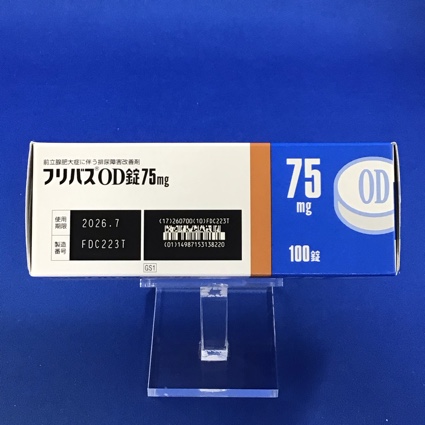 前立腺肥大症に伴う排尿障害改善剤
フリバス®OD錠75mg
使用期限 2026.7
製造番号 FDC223T
(17)260700(10)FDC223T
(01)14987153138220
GS1
75
mg
100錠
OD